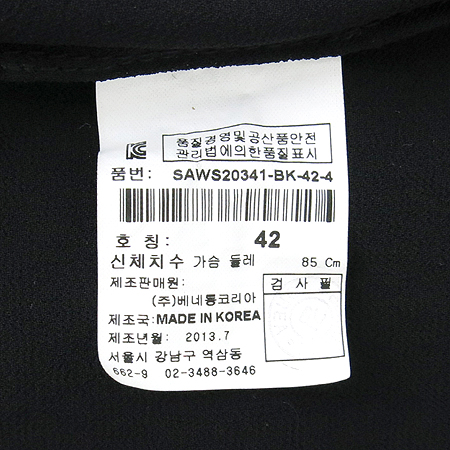 품질경영및공산품안전
관리법에의한품질표시
품번: SAWS20341-BK-42-4
호 칭: 42
신체치수 가슴 둘레 85 Cm
제조판매원: 검 사 필
(주)베네통코리아
제조국:MADE IN KOREA
제조년월: 2013.7
서울시 강남구 역삼동
662-9 02-3488-3646